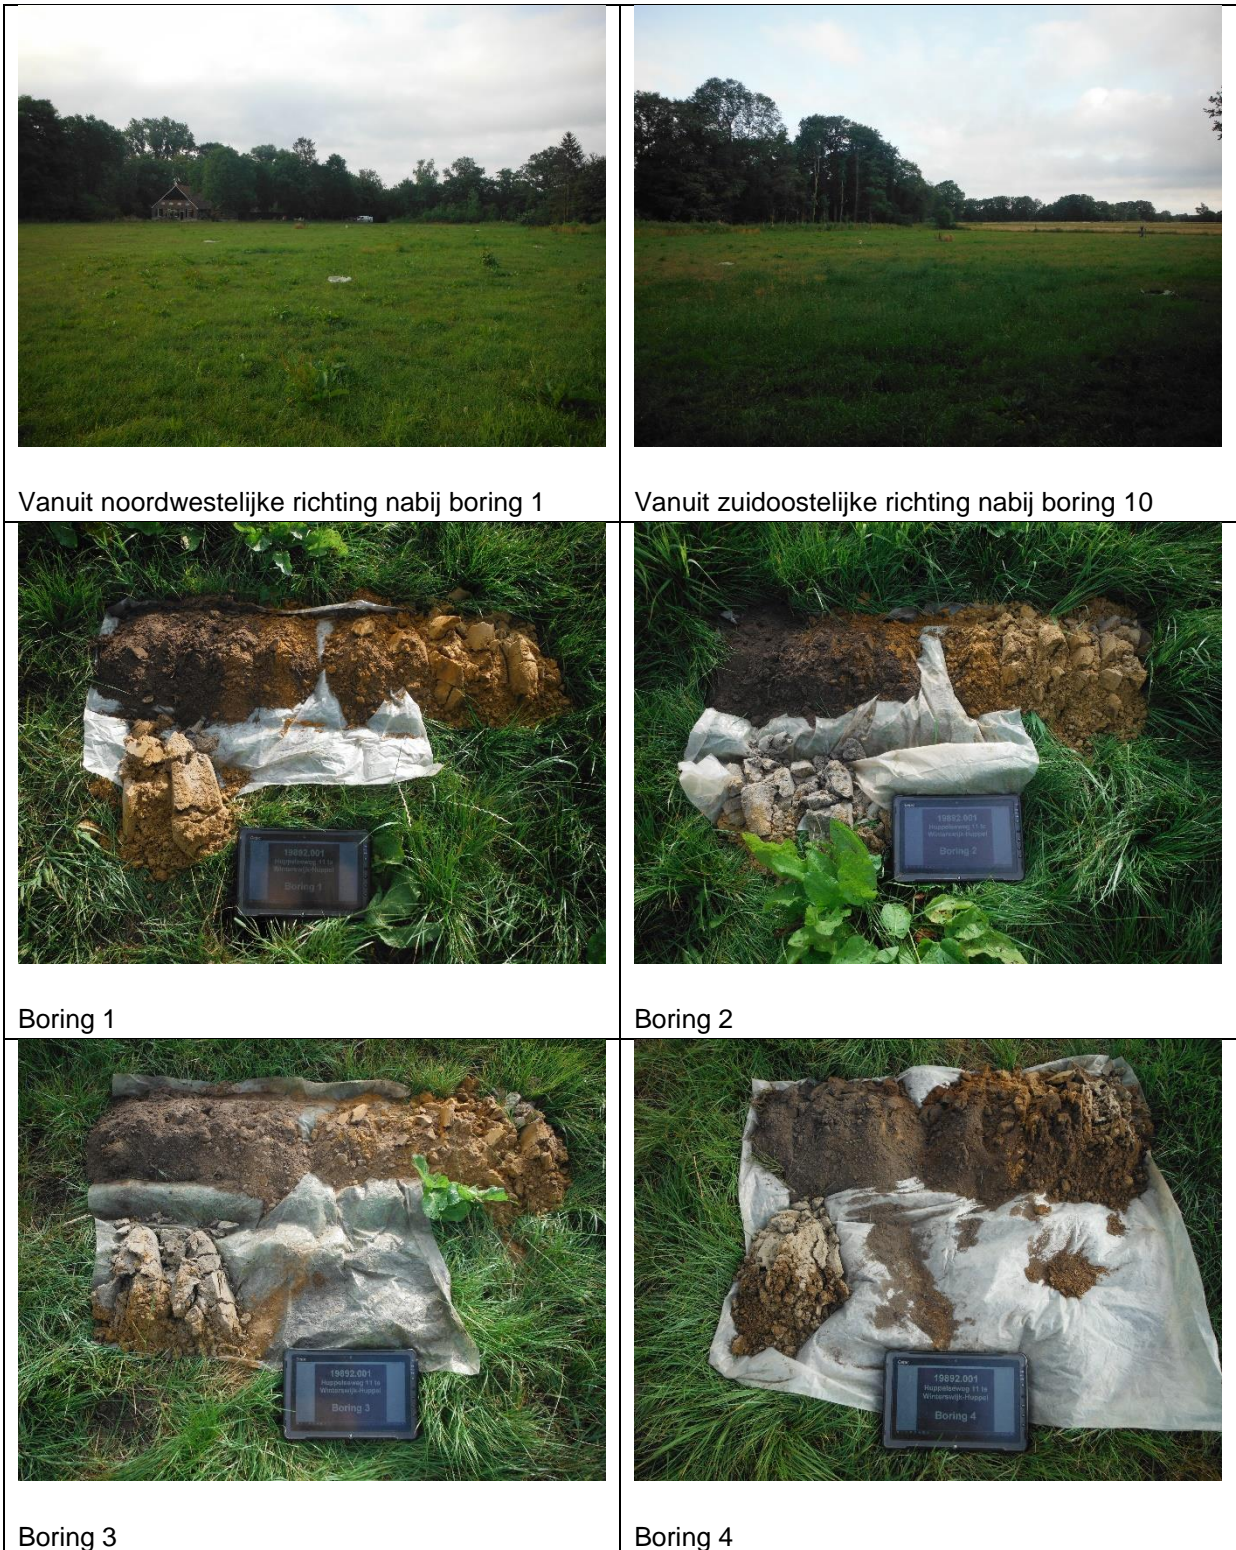 Vanuit noordwestelijke richting nabij boring 1
Vanuit zuidoostelijke richting nabij boring 10
19892.001
Huppelseweg 11 te
Winterswijk-Huppel
Boring 1
19892.001
Huppelseweg 11 te
Winterswijk-Huppel
Boring 2
Boring 1
Boring 2
19892.001
Huppelseweg 11 te
Winterswijk-Huppel
Boring 3
19892.001
Huppelseweg 11 te
Winterswijk-Huppel
Boring 4
Boring 3
Boring 4